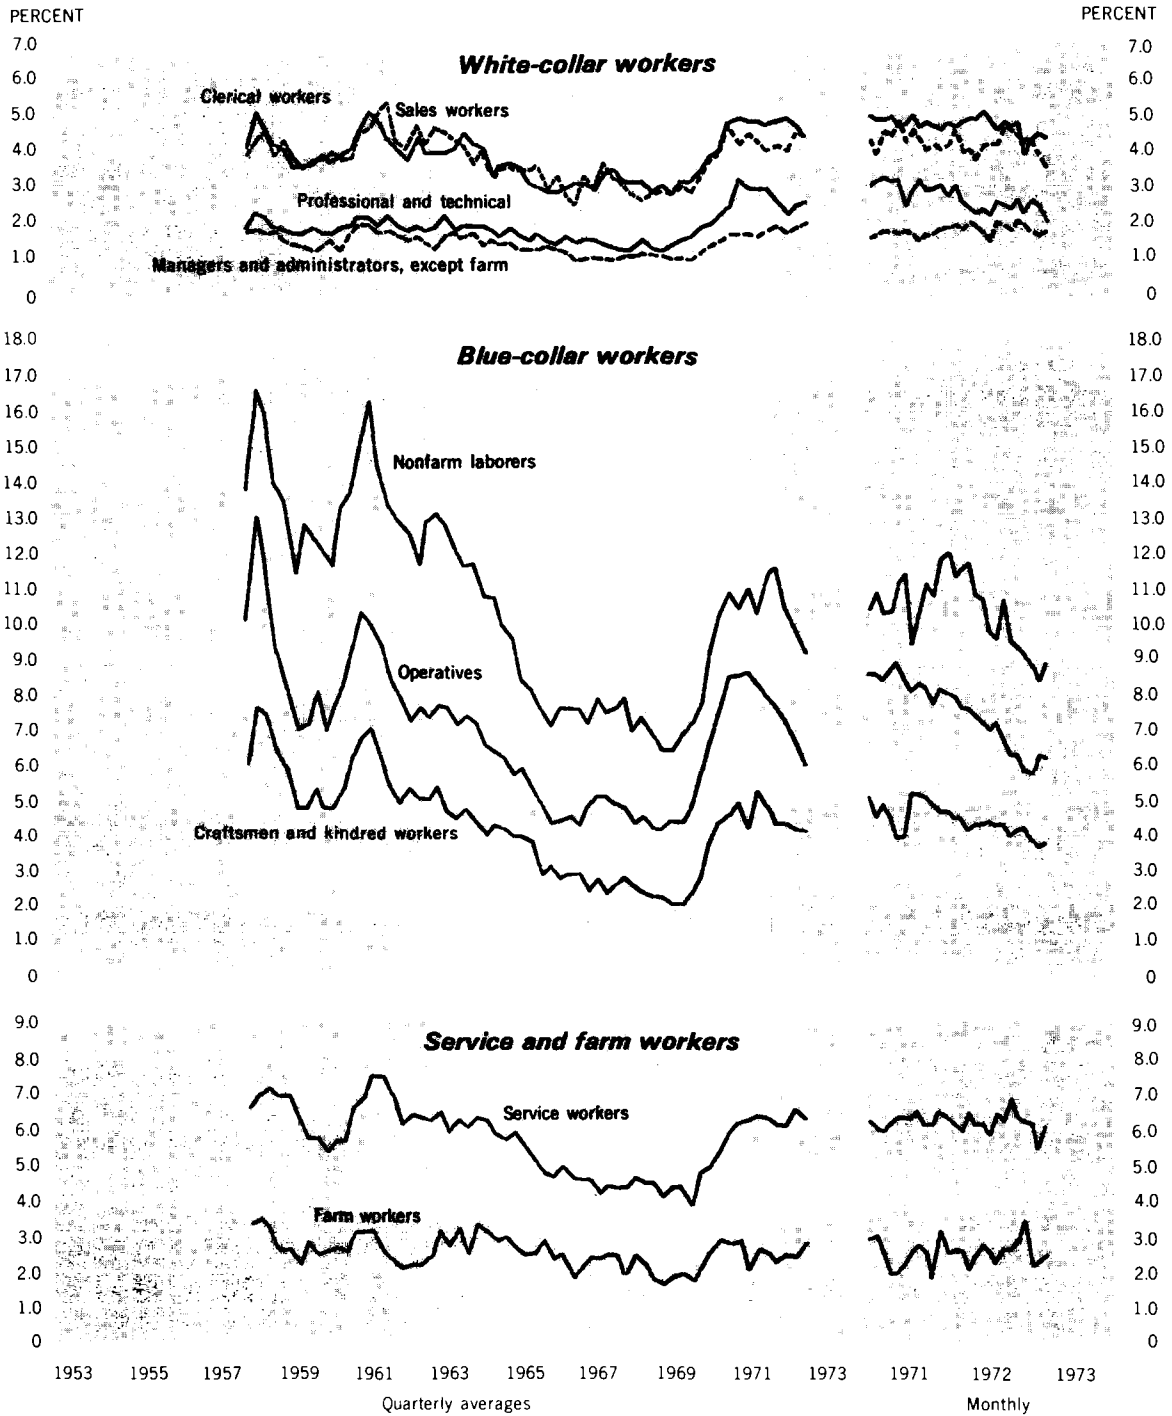 PERCENT PERCENT
7.0 7.0
White-collar workers
6.0 6.0
Clerical workers
Sales workers
5.0 5.0
4.0 4.0
3.0 3.0
Professional and technical
2.0 2.0
1.0 1.0
Managers and administrators, except farm
0 0
18.0 18.0
Blue-collar workers
17.0 17.0
16.0 16.0
15.0 15.0
Nonfarm laborers
14.0 14.0
13.0 13.0
12.0 12.0
11.0 11.0
10.0 10.0
9.0 9.0
Operatives
8.0 8.0
7.0 7.0
6.0 6.0
5.0 5.0
Craftsmen and kindred workers
4.0 4.0
3.0 3.0
2.0 2.0
1.0 1.0
0 0
9.0 9.0
Service and farm workers
8.0 8.0
7.0 7.0
Service workers
6.0 6.0
5.0 5.0
4.0 4.0
Farm workers
3.0 3.0
2.0 2.0
1.0 1.0
0 0
1953 1955 1957 1959 1961 1963 1965 1967 1969 1971 1973 1971 1972 1973
Quarterly averages Monthly